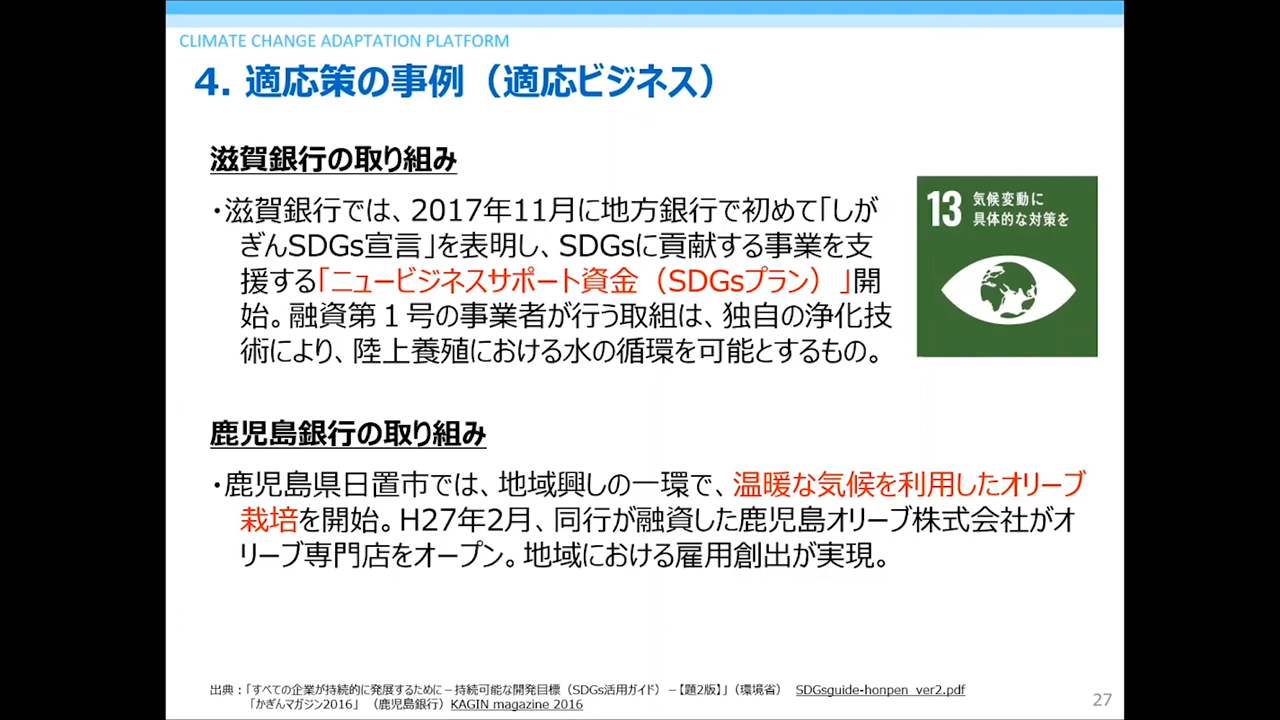 CLIMATE CHANGE ADAPTATION PLATFORM
4. 適応策の事例（適応ビジネス）
滋賀銀行の取り組み
・滋賀銀行では、2017年11月に地方銀行で初めて「しが
ぎんSDGs宣言」を表明し、SDGsに貢献する事業を支
援する「ニュービジネスサポート資金（SDGsプラン）」開
始。融資第１号の事業者が行う取組は、独自の浄化技
術により、陸上養殖における水の循環を可能とするもの。
13 気候変動に
具体的な対策を
鹿児島銀行の取り組み
・鹿児島県日置市では、地域興しの一環で、温暖な気候を利用したオリーブ
栽培を開始。H27年2月、同行が融資した鹿児島オリーブ株式会社がオ
リーブ専門店をオープン。地域における雇用創出が実現。
出典：「すべての企業が持続的に発展するために－持続可能な開発目標（SDGs活用ガイド）－【題2版】」（環境省） SDGsguide-honpen_ver2.pdf
「かぎんマガジン2016」（鹿児島銀行）KAGIN magazine 2016
27